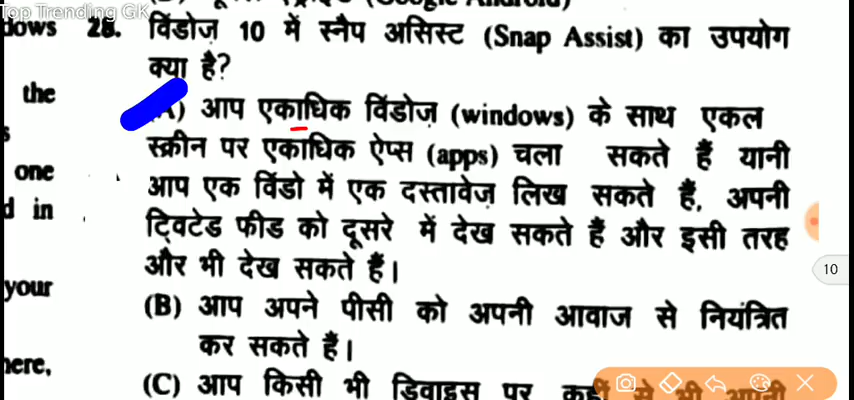 Top Trending GK
dows 28. विंडोज़ 10 में स्नैप असिस्ट (Snap Assist) का उपयोग
क्या है?
the
A) आप एकाधिक विंडोज़ (windows) के साथ एकल
स्क्रीन पर एकाधिक ऐप्स (apps) चला सकते हैं यानी
one
आप एक विंडो में एक दस्तावेज़ लिख सकते हैं, अपनी
d in
ट्विटेड फीड को दूसरे में देख सकते हैं और इसी तरह
और भी देख सकते हैं।
10
your
(B) आप अपने पीसी को अपनी आवाज से नियंत्रित
कर सकते हैं।
here,
(C) आप किसी भी डिवाइस पर कहीं से भी अपनी